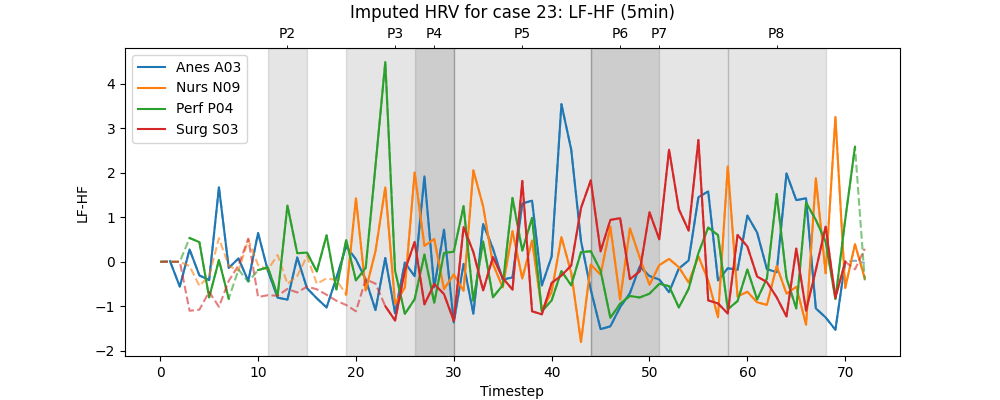 Imputed HRV for case 23: LF-HF (5min)
P2 P3 P4 P5 P6 P7 P8
Anes A03
Nurs N09
Perf P04
Surg S03
4
3
2
1
0
−1
−2
LF-HF
0 10 20 30 40 50 60 70
Timestep